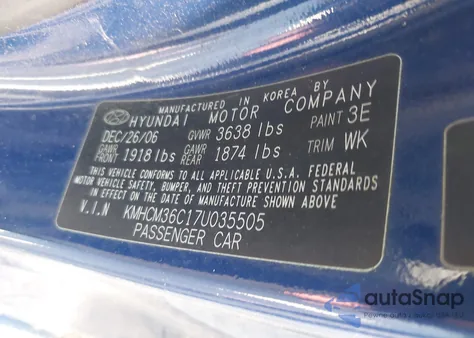 MANUFACTURED IN KOREA BY
HYUNDAI MOTOR COMPANY
DEC/26/06 GVWR 3638 lbs PAINT 3E
GAWR FRONT 1918 lbs GAWR REAR 1874 lbs TRIM WK
THIS VEHICLE CONFORMS TO ALL APPLICABLE U.S.A. FEDERAL
MOTOR VEHICLE SAFETY, BUMPER, AND THEFT PREVENTION STANDARDS
IN EFFECT ON THE DATE OF MANUFACTURE SHOWN ABOVE
V.I.N KMHCM36C17U035505
PASSENGER CAR
autoSnap